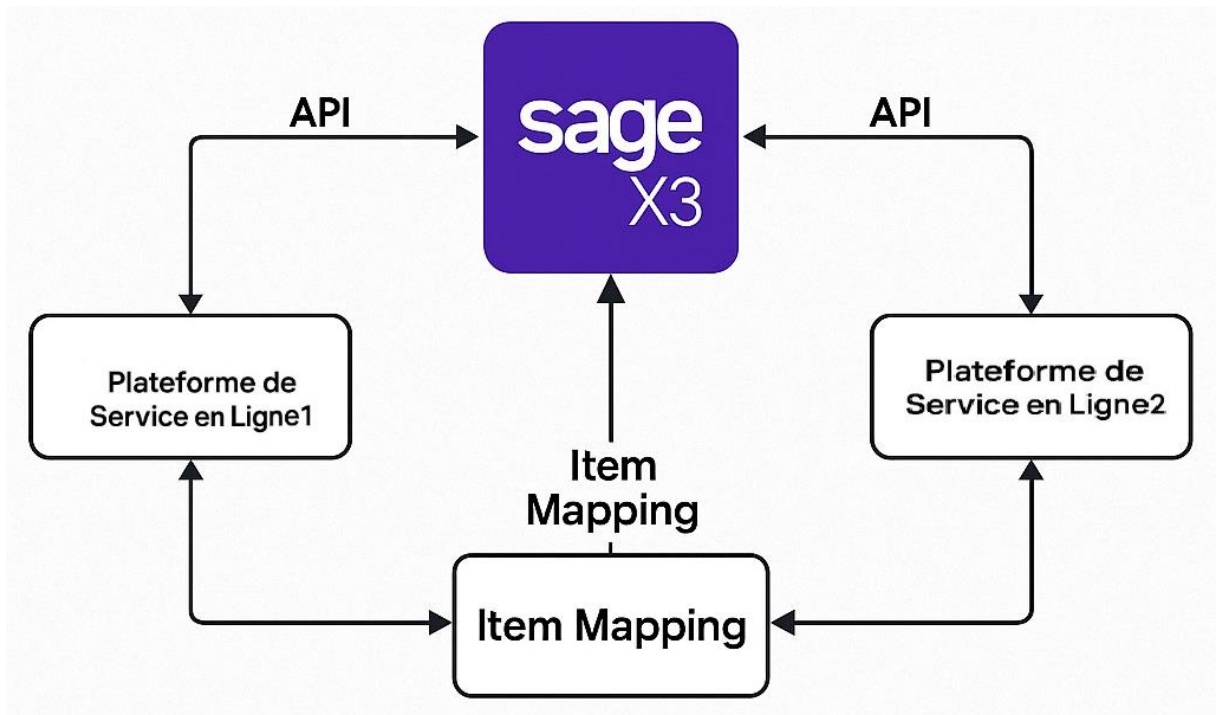 API
sage
X3
API
Plateforme de
Service en Ligne1
Plateforme de
Service en Ligne2
Item
Mapping
Item Mapping